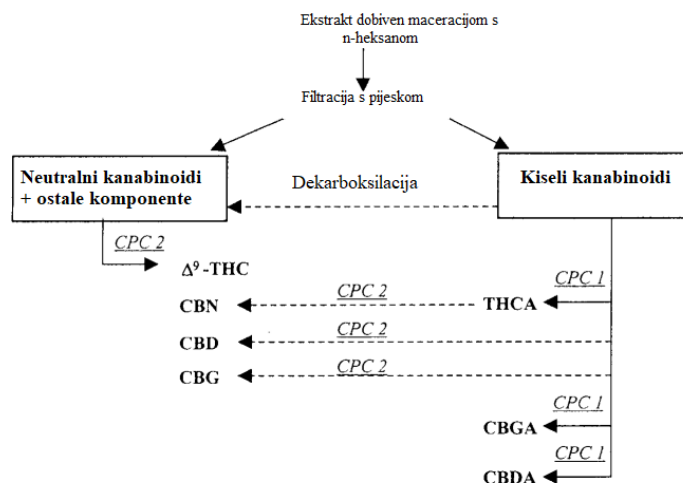 Ekstrakt dobiven maceracijom s
n-heksanom
Filtracija s pijeskom
Neutralni kanabinoidi
+ ostale komponente
Dekarboksilacija
Kiseli kanabinoidi
CPC 2
Δ⁹-THC
CPC 1
CBN
CPC 2
THCA
CBD
CPC 2
CBG
CPC 2
CPC 1
CBGA
CPC 1
CBDA